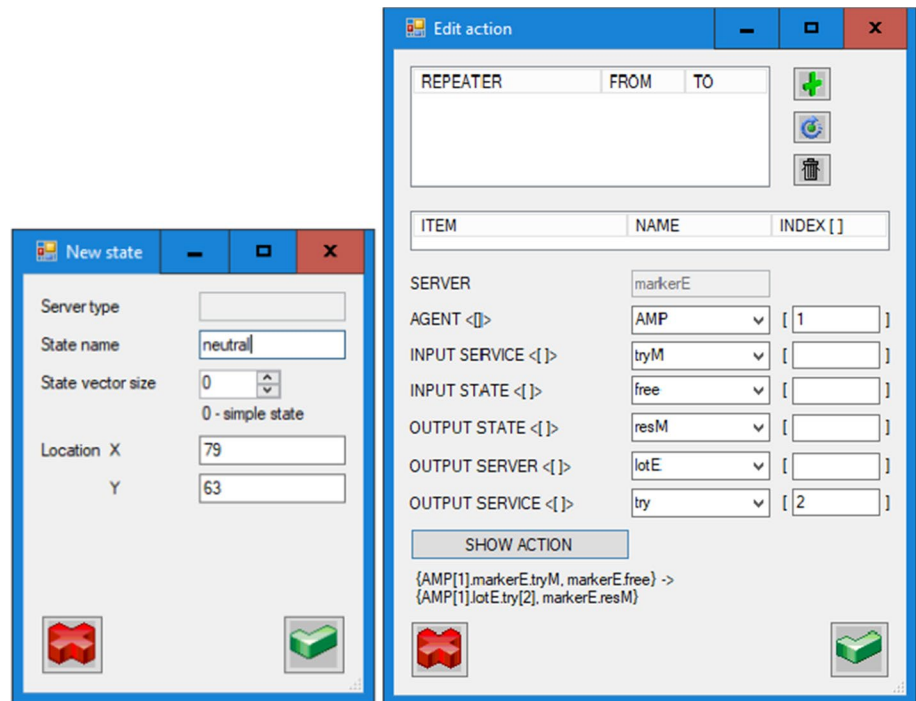 New state
Server type
State name neutral
State vector size 0
0 - simple state
Location X 79
Y 63
Edit action
REPEATER FROM TO
ITEM NAME INDEX [ ]
SERVER markerE
AGENT <[]> AMP [ 1 ]
INPUT SERVICE <[ ]> tryM [ ]
INPUT STATE <[ ]> free [ ]
OUTPUT STATE <[ ]> resM [ ]
OUTPUT SERVER <[ ]> lotE [ ]
OUTPUT SERVICE <[ ]> try [ 2 ]
SHOW ACTION
{AMP[1].markerE.tryM, markerE.free} ->
{AMP[1].lotE.try[2], markerE.resM}